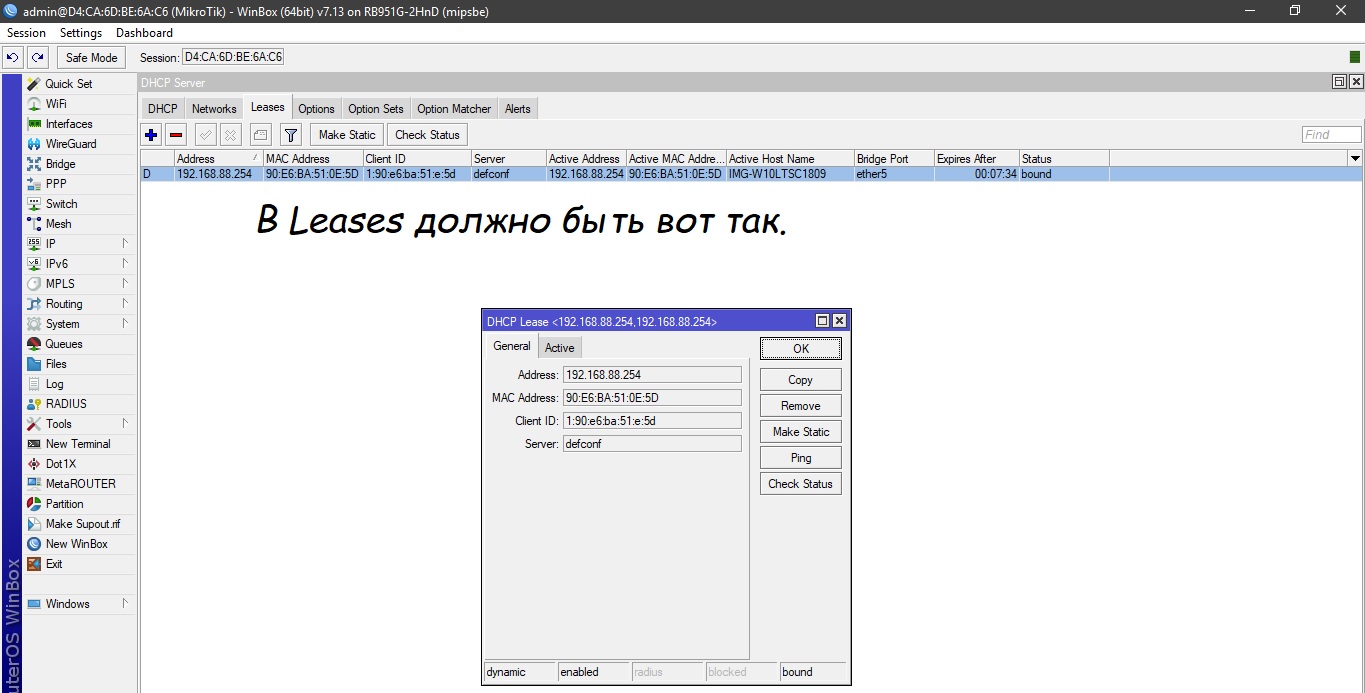 admin@D4:CA:6D:BE:6A:C6 (MikroTik) - WinBox (64bit) v7.13 on RB951G-2HnD (mipsbe)
Session Settings Dashboard
Safe Mode Session: D4:CA:6D:BE:6A:C6
Quick Set
WiFi
Interfaces
WireGuard
Bridge
PPP
Switch
Mesh
IP
IPv6
MPLS
Routing
System
Queues
Files
Log
RADIUS
Tools
New Terminal
Dot1X
MetaROUTER
Partition
Make Supout.rif
New WinBox
Exit
Windows
uterOS WinBox
DHCP Server
DHCP Networks Leases Options Option Sets Option Matcher Alerts
Make Static Check Status Find
Address MAC Address Client ID Server Active Address Active MAC Addre... Active Host Name Bridge Port Expires After Status
D 192.168.88.254 90:E6:BA:51:0E:5D 1:90:e6:ba:51:e:5d defconf 192.168.88.254 90:E6:BA:51:0E:5D IMG-W10LTSC1809 ether5 00:07:34 bound
В Leases должно быть вот так.
DHCP Lease <192.168.88.254,192.168.88.254>
General Active
Address: 192.168.88.254
MAC Address: 90:E6:BA:51:0E:5D
Client ID: 1:90:e6:ba:51:e:5d
Server: defconf
OK
Copy
Remove
Make Static
Ping
Check Status
dynamic enabled radius blocked bound